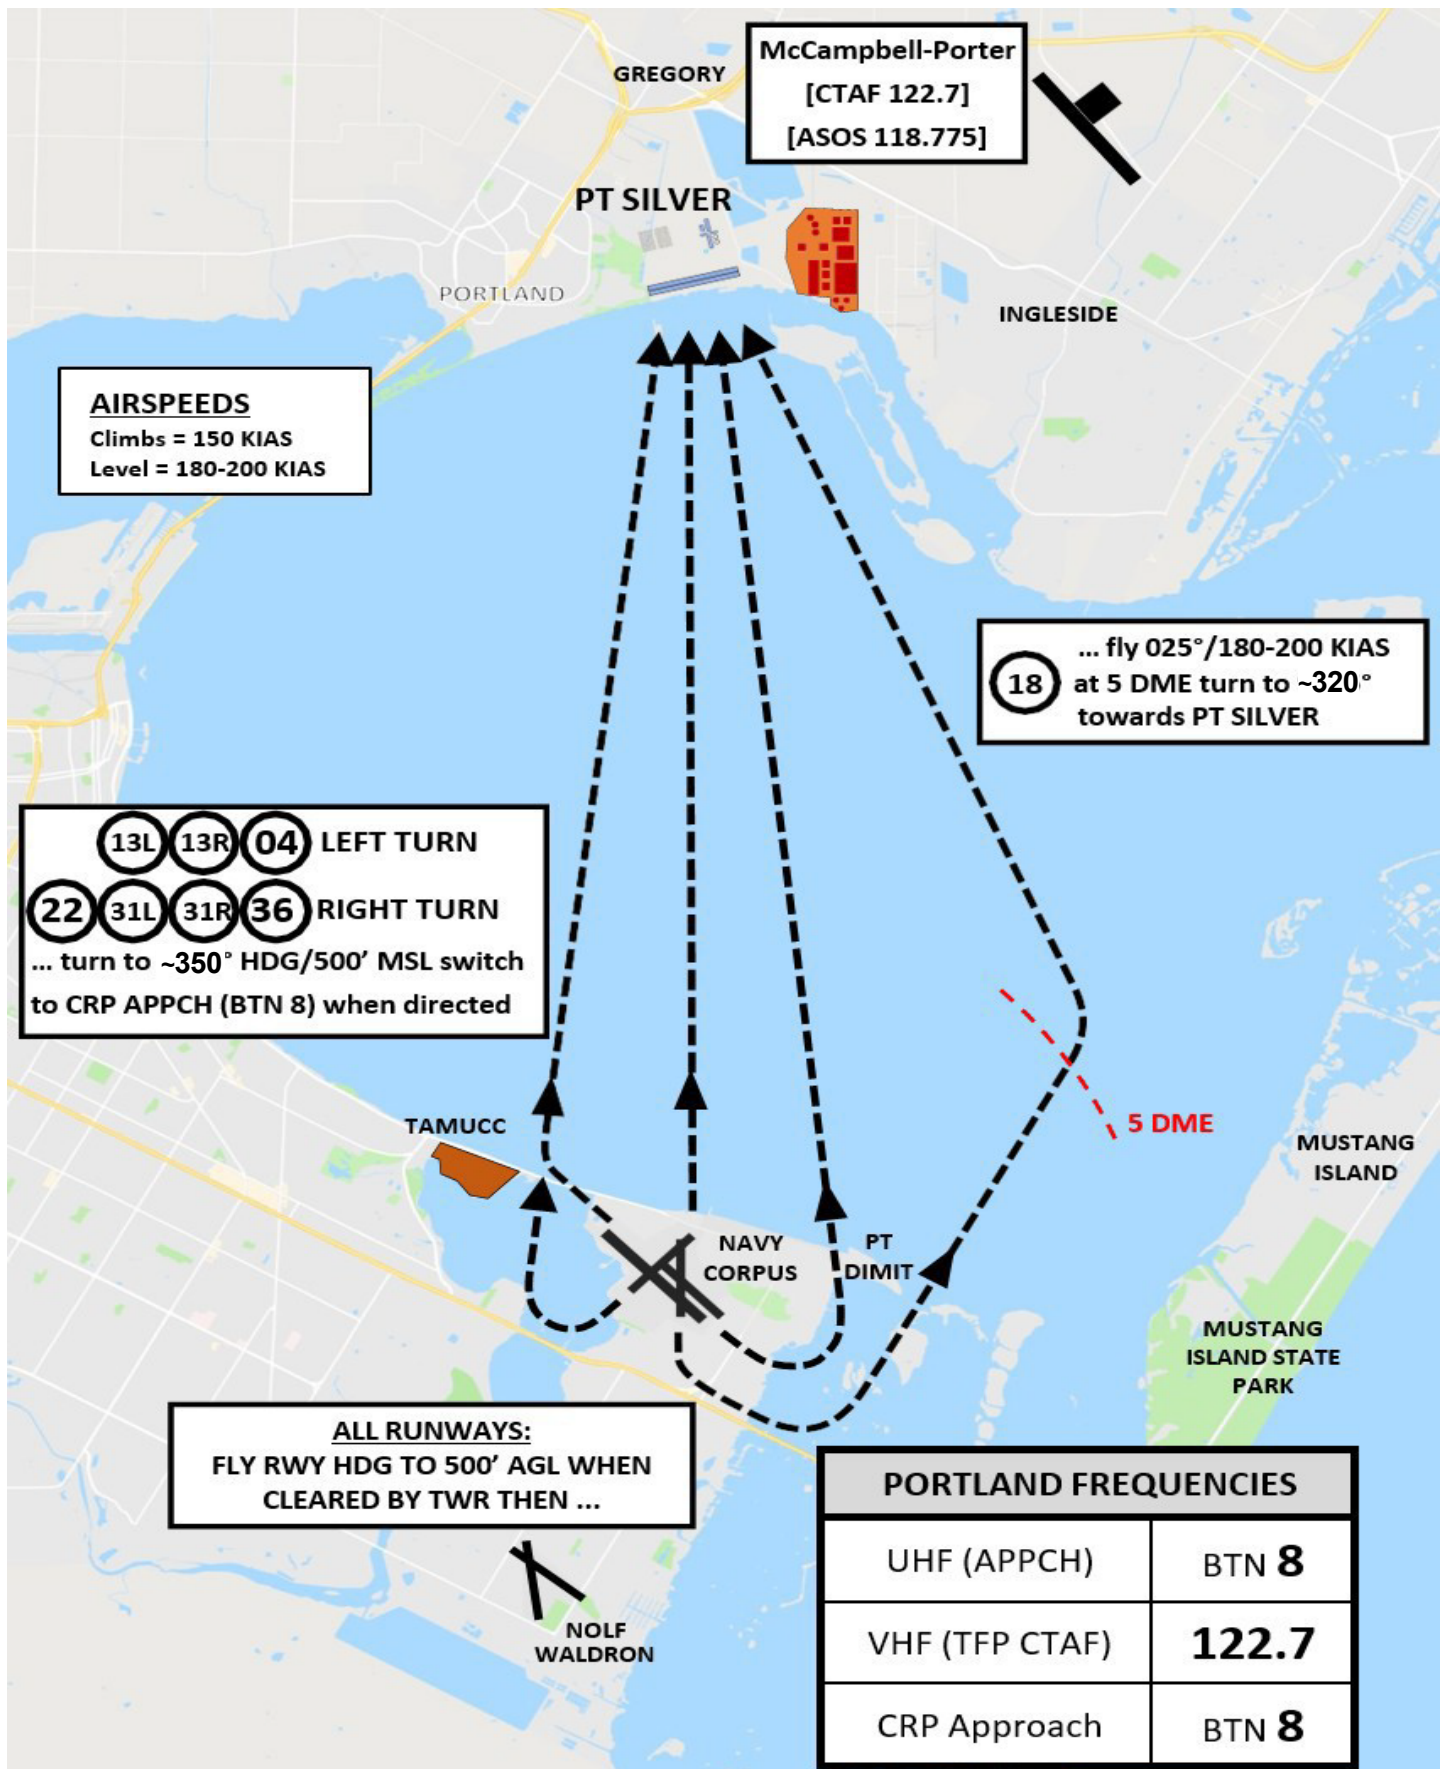 McCampbell-Porter
[CTAF 122.7]
[ASOS 118.775]
GREGORY
PT SILVER
PORTLAND
INGLESIDE
AIRSPEEDS
Climbs = 150 KIAS
Level = 180-200 KIAS
18
... fly 025°/180-200 KIAS
at 5 DME turn to ~320°
towards PT SILVER
13L 13R 04 LEFT TURN
22 31L 31R 36 RIGHT TURN
... turn to ~350° HDG/500’ MSL switch
to CRP APPCH (BTN 8) when directed
TAMUCC
5 DME
MUSTANG
ISLAND
NAVY
CORPUS
PT
DIMIT
MUSTANG
ISLAND STATE
PARK
ALL RUNWAYS:
FLY RWY HDG TO 500’ AGL WHEN
CLEARED BY TWR THEN ...
NOLF
WALDRON
PORTLAND FREQUENCIES
UHF (APPCH) BTN 8
VHF (TFP CTAF) 122.7
CRP Approach BTN 8